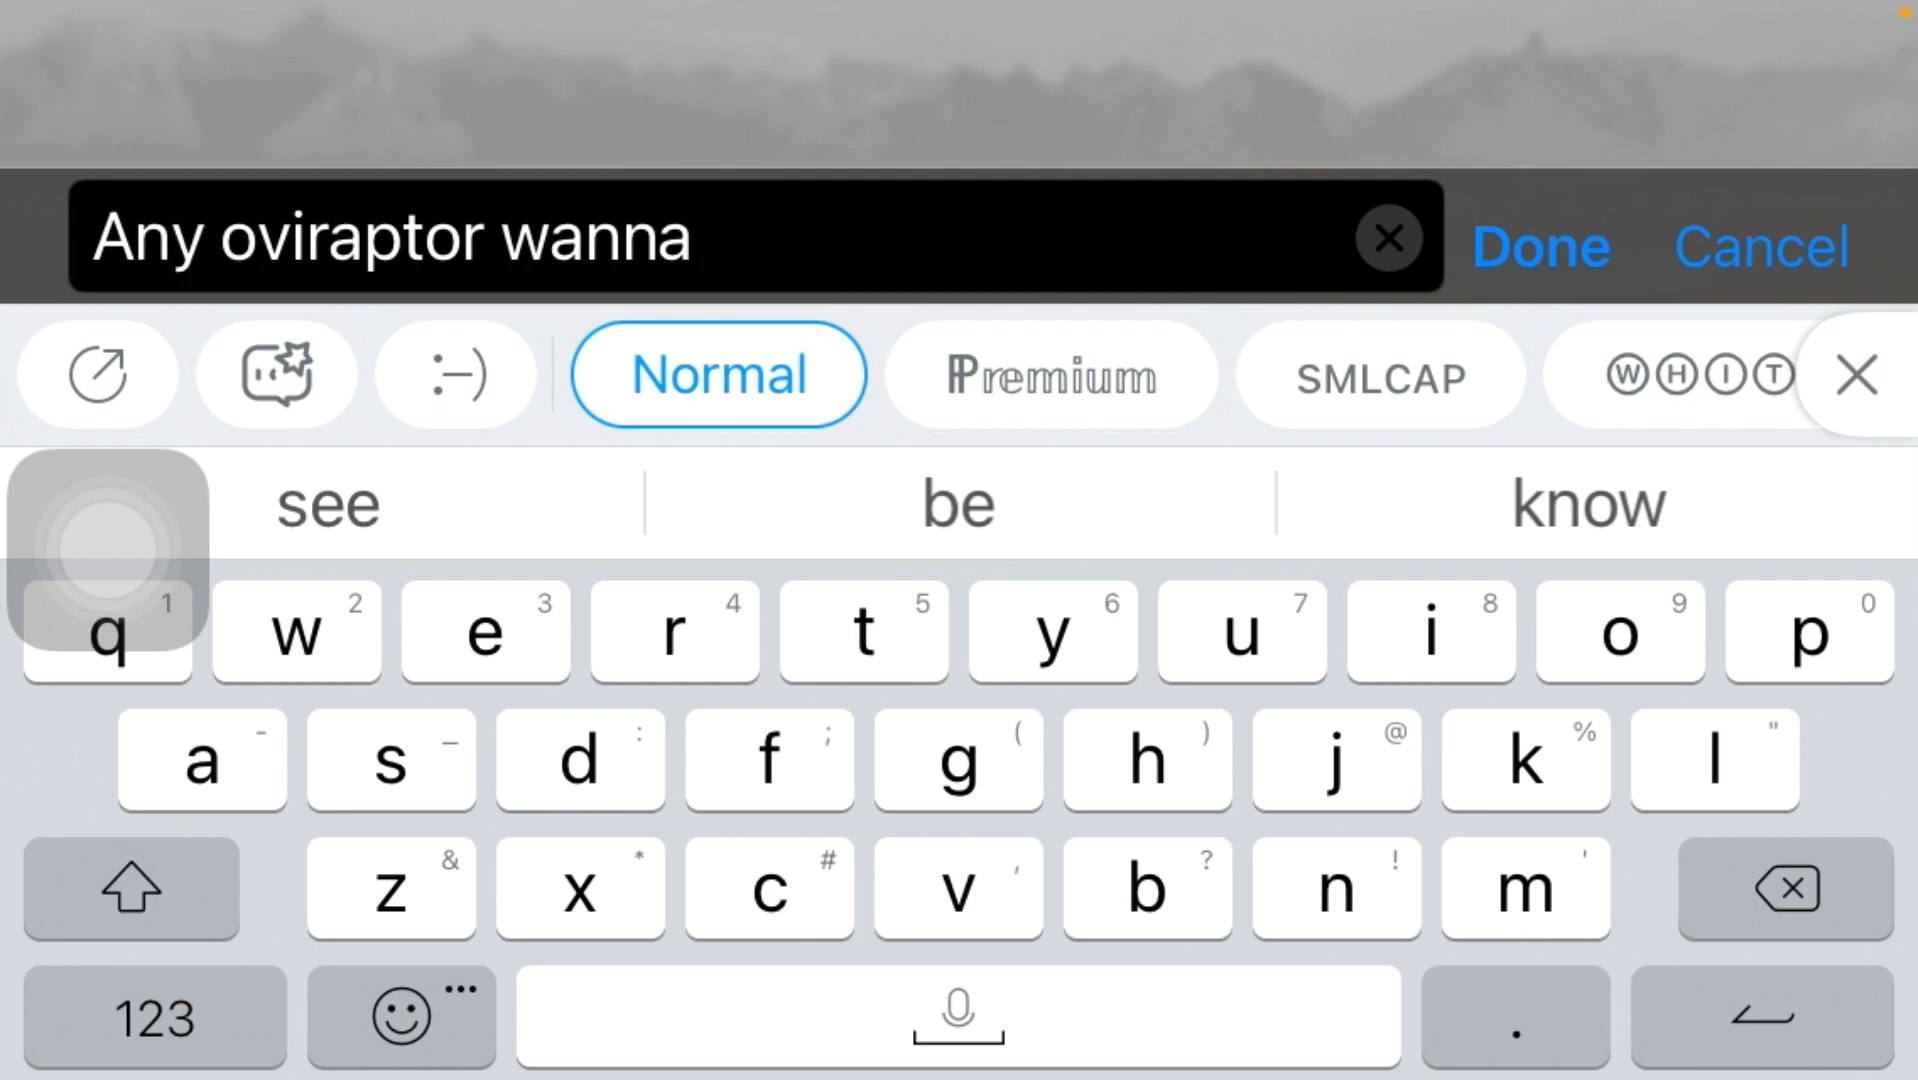 Any oviraptor wanna
Done Cancel
:-) Normal ℙremium SMLCAP ⓌⒽⒾⓉ
see be know
q 1 w 2 e 3 r 4 t 5 y 6 u 7 i 8 o 9 p 0
a - s _ d : f ; g ( h ) j @ k % l "
z & x * c # v , b ? n ! m '
123 .